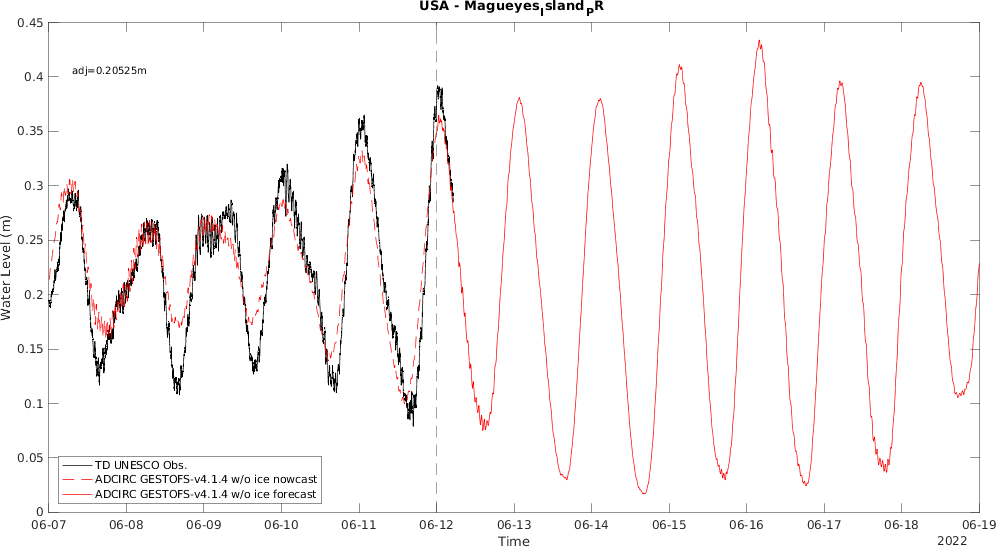 USA - MagueyesIslandPR
0.45
0.4
0.35
0.3
0.25
0.2
0.15
0.1
0.05
0
Water Level (m)
adj=0.20525m
TD UNESCO Obs.
ADCIRC GESTOFS-v4.1.4 w/o ice nowcast
ADCIRC GESTOFS-v4.1.4 w/o ice forecast
06-07 06-08 06-09 06-10 06-11 06-12 06-13 06-14 06-15 06-16 06-17 06-18 06-19
Time
2022